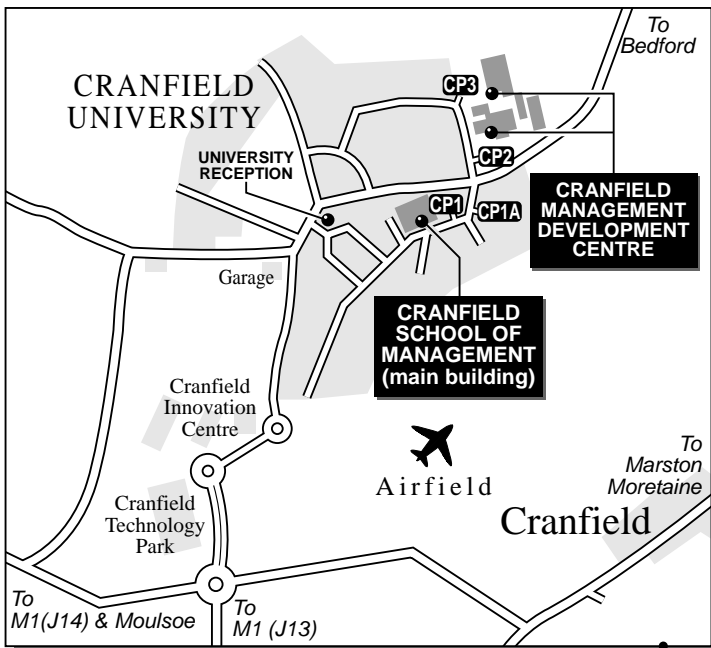 To
Bedford
CRANFIELD
UNIVERSITY
CP3
UNIVERSITY
RECEPTION
CP2
CRANFIELD
MANAGEMENT
DEVELOPMENT
CENTRE
CP1
CP1A
Garage
CRANFIELD
SCHOOL OF
MANAGEMENT
(main building)
Cranfield
Innovation
Centre
Airfield
To
Marston
Moretaine
Cranfield
Cranfield
Technology
Park
To
M1(J14) & Moulsoe
To
M1 (J13)